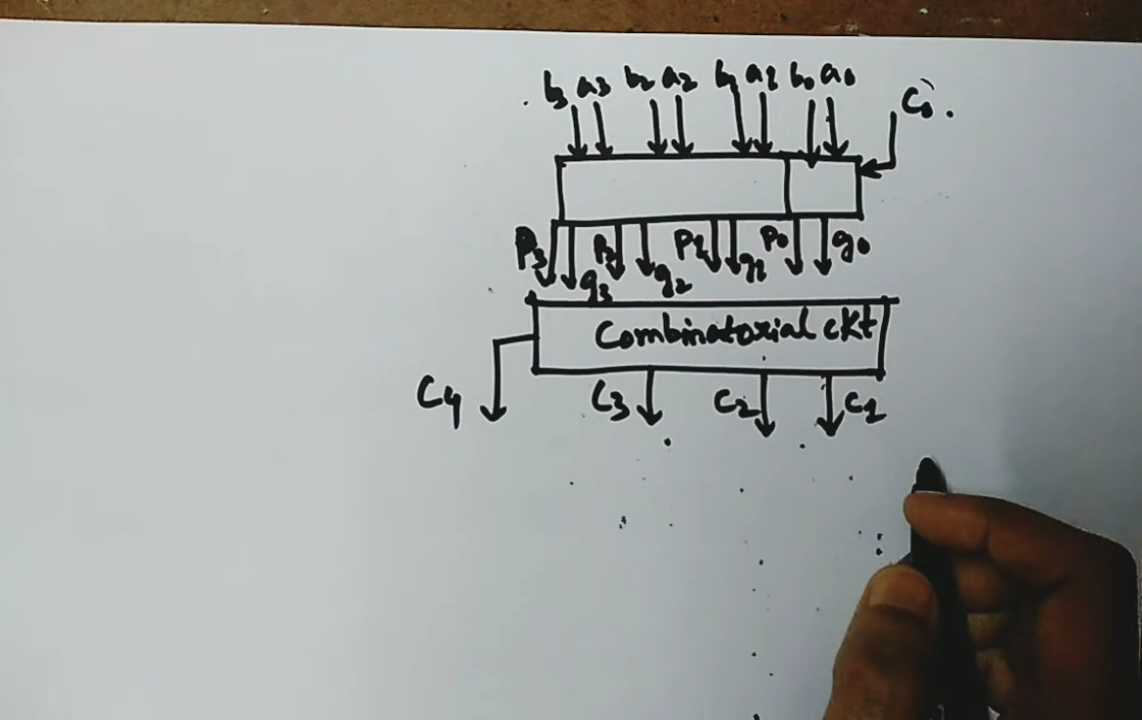 b3 a3 b2 a2 b1 a1 b0 a0 C0
P3 g3 P2 g2 P1 g1 P0 g0
Combinatorial ckt
C4 C3 C2 C1